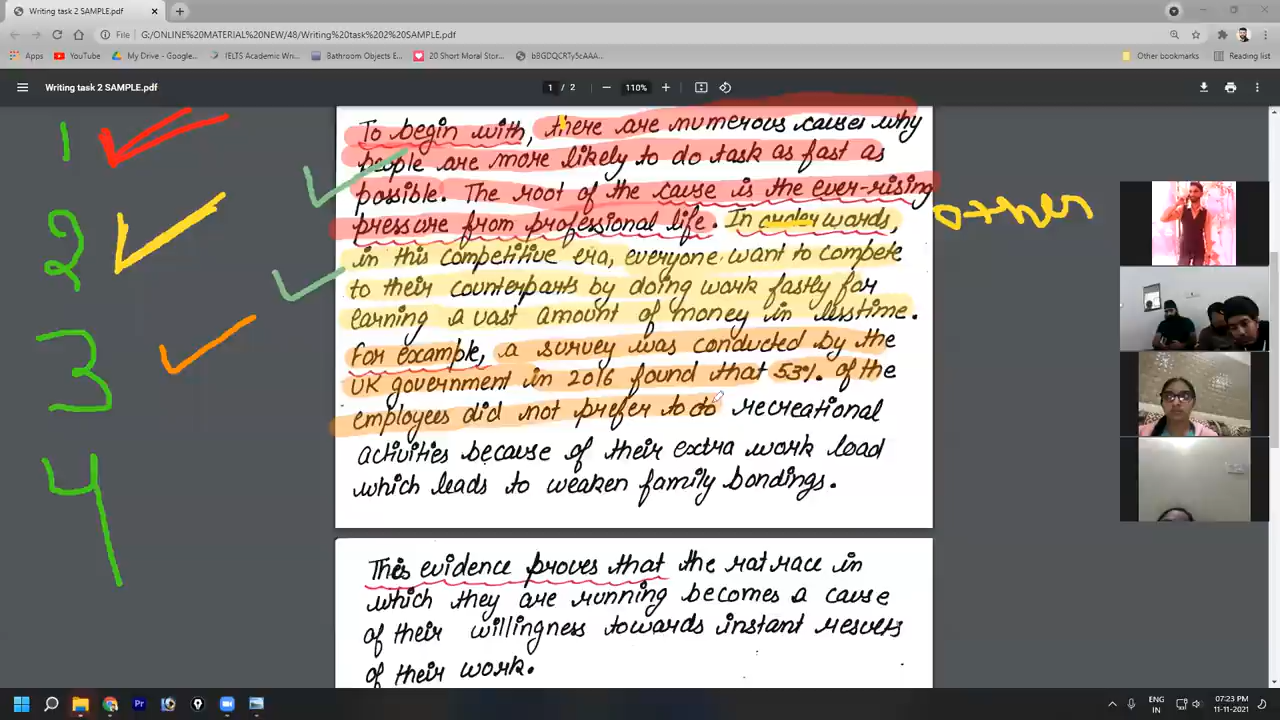 Writing task 2 SAMPLE.pdf
File | G:/ONLINE%20MATERIAL%20NEW/48/Writing%20task%202%20SAMPLE.pdf
Apps YouTube My Drive - Google... IELTS Academic Wri... Bathroom Objects E... 20 Short Moral Stor... bBGDQCRTy5cAAA... Other bookmarks Reading list
Writing task 2 SAMPLE.pdf 1 / 2 110%
To begin with, there are numerous causes why
people are more likely to do task as fast as
possible. The root of the cause is the ever-rising
pressure from professional life. In words,
other
in this competitive era, everyone want to compete
to their counterparts by doing work fastly for
earning a vast amount of money in less time.
For example, a survey was conducted by the
UK government in 2016 found that 53% of the
employees did not prefer to do recreational
activities because of their extra work load
which leads to weaken family bondings.
This evidence proves that the rat race in
which they are running becomes a cause
of their willingness towards instant
of their work.
1
2
3
4
ENG
IN
07:23 PM
11-11-2021